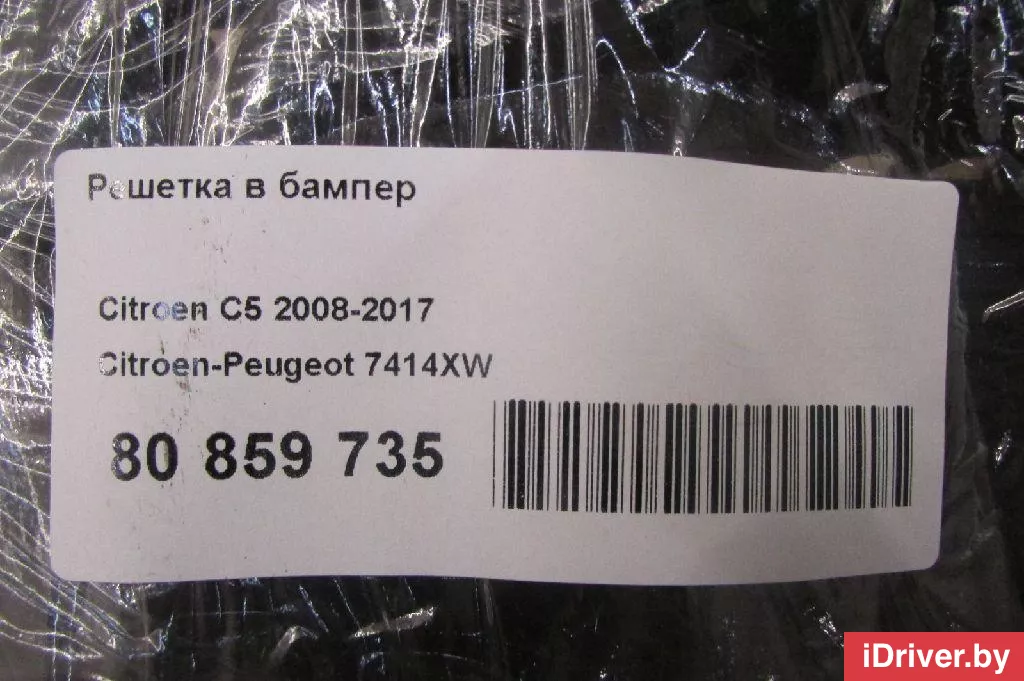 Решетка в бампер
Citroen C5 2008-2017
Citroen-Peugeot 7414XW
80 859 735
iDriver.by